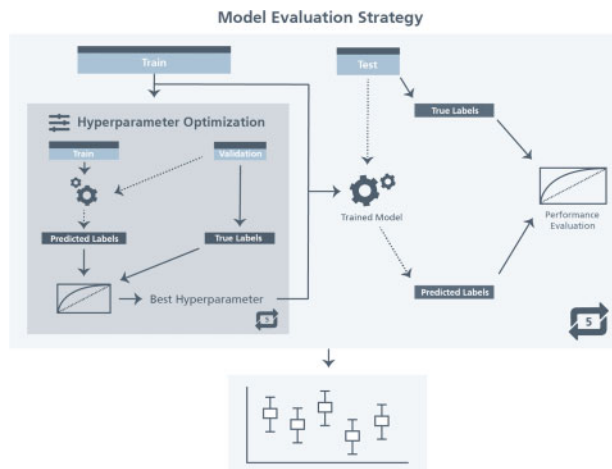 Model Evaluation Strategy
Train
Test
Hyperparameter Optimization
True Labels
Train
Validation
Trained Model
Performance
Evaluation
Predicted Labels
True Labels
Best Hyperparameter
Predicted Labels
5
5